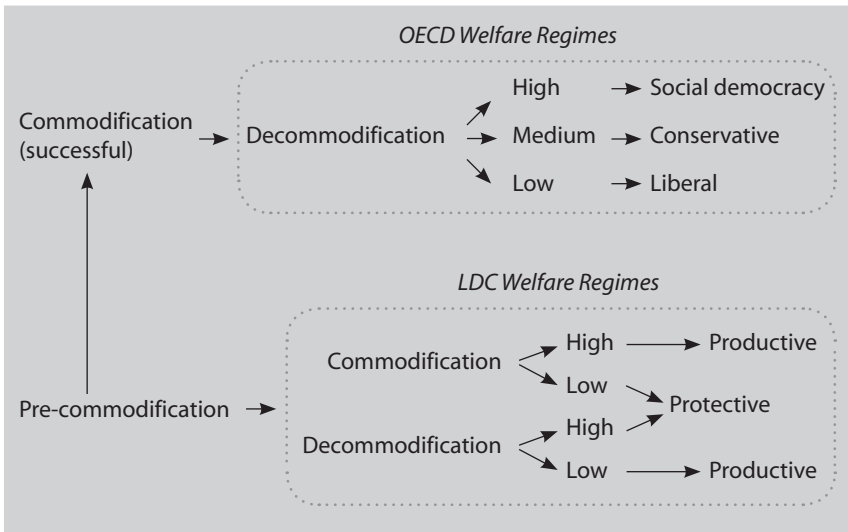 OECD Welfare Regimes
High Social democracy
Commodification
(successful)
Decommodification Medium Conservative
Low Liberal
LDC Welfare Regimes
High Productive
Commodification
Low
Pre-commodification
Protective
High
Decommodification
Low Productive